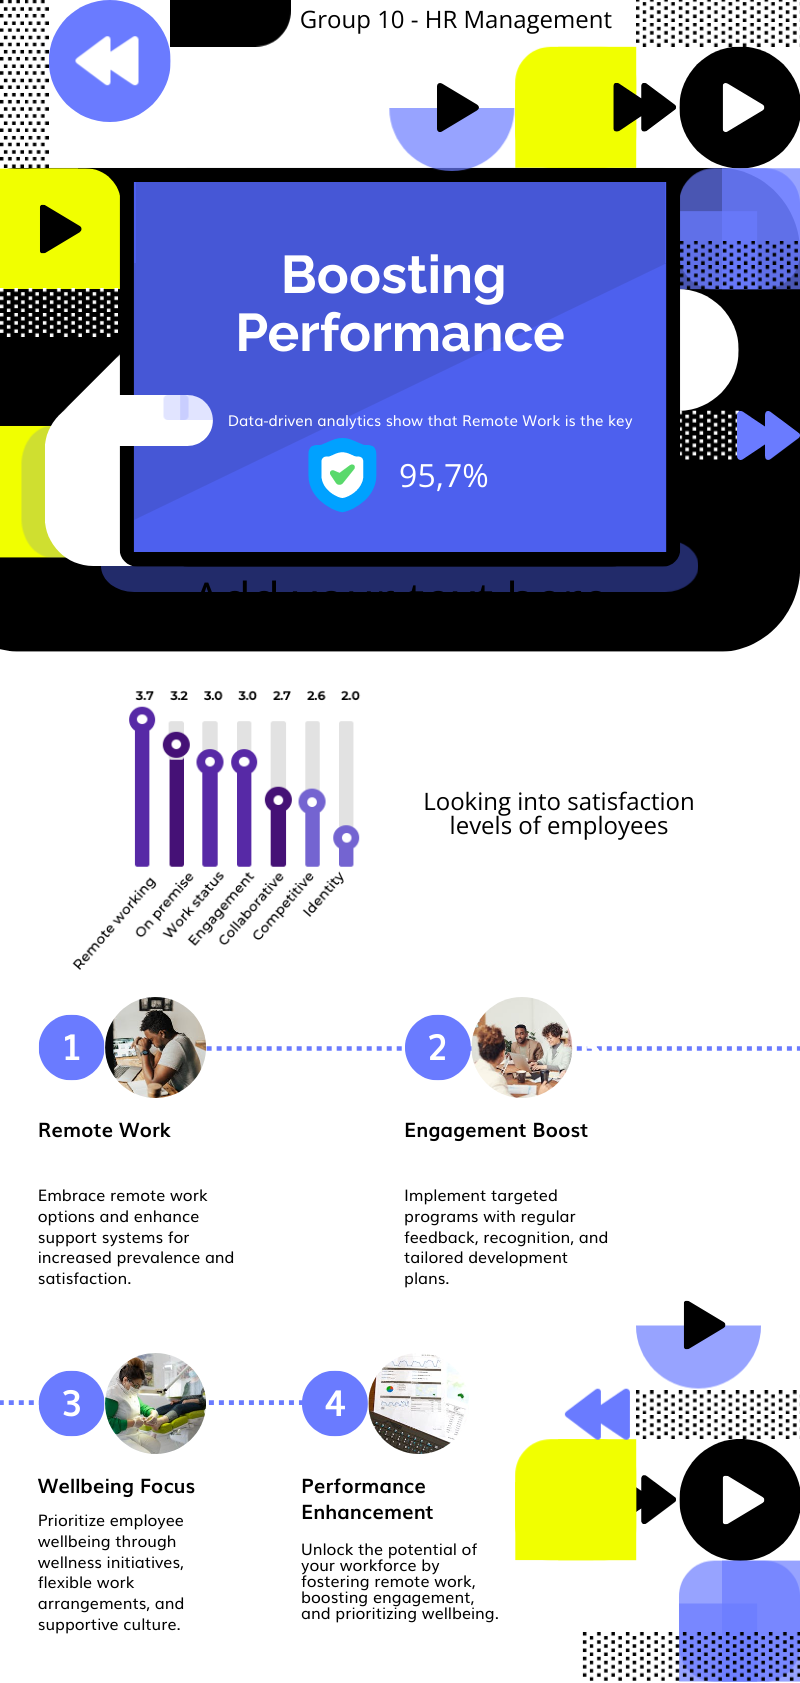 Group 10 - HR Management
Boosting
Performance
Data-driven analytics show that Remote Work is the key
95,7%
Add your text here
3.7 3.2 3.0 3.0 2.7 2.6 2.0
Remote working
On premise
Work status
Engagement
Collaborative
Competitive
Identity
Looking into satisfaction
levels of employees
1
Remote Work
Embrace remote work
options and enhance
support systems for
increased prevalence and
satisfaction.
2
Engagement Boost
Implement targeted
programs with regular
feedback, recognition, and
tailored development
plans.
3
Wellbeing Focus
Prioritize employee
wellbeing through
wellness initiatives,
flexible work
arrangements, and
supportive culture.
4
Performance
Enhancement
Unlock the potential of
your workforce by
fostering remote work,
boosting engagement,
and prioritizing wellbeing.